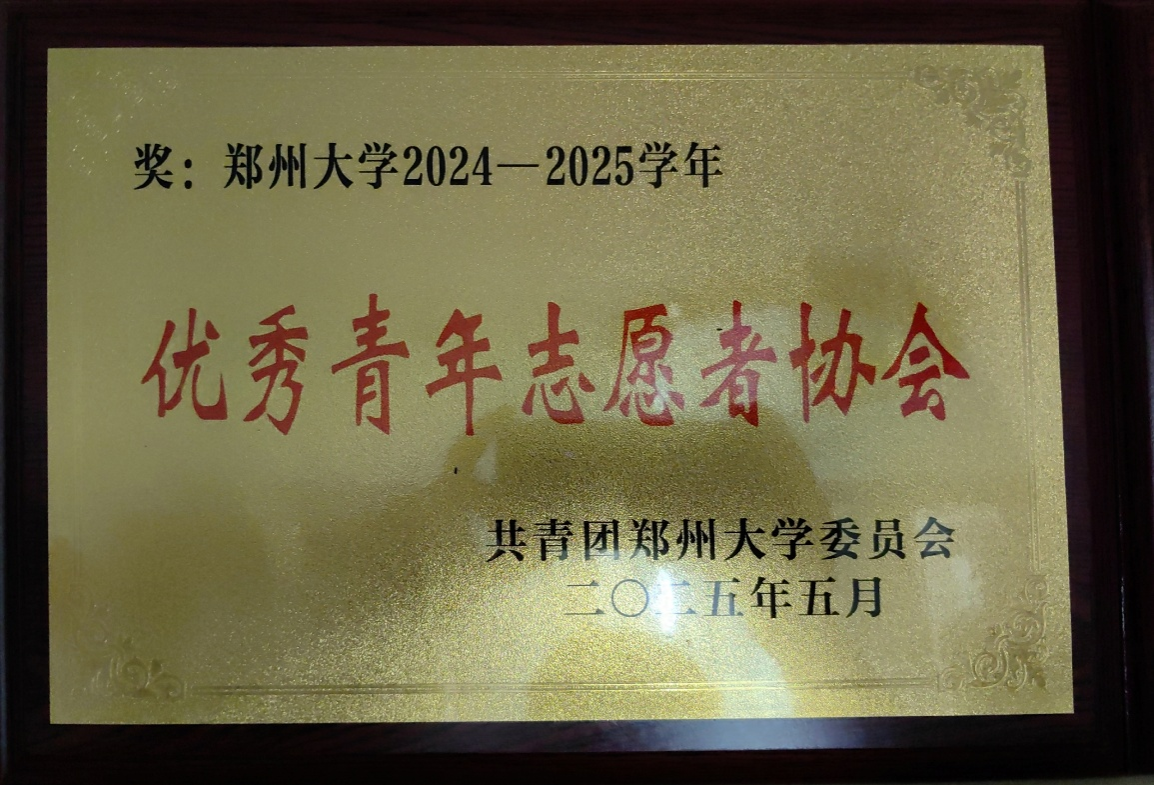 奖：郑州大学2024—2025学年
优秀青年志愿者协会
共青团郑州大学委员会
二〇二五年五月